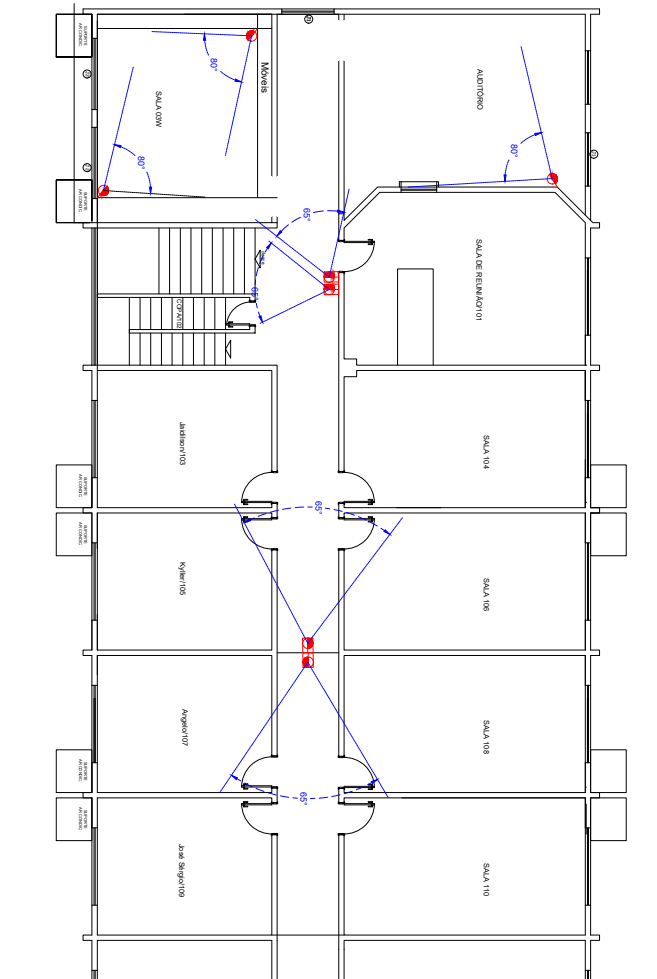 SUPORTE
AR CONDIC
Móveis
80°
SALA 03W
80°
SUPORTE
AR CONDIC
AUDITÓRIO
80°
65°
65°
SALA DE REUNIÃO/101
COPA/102
Jaidilson/103
SALA 104
SUPORTE
AR CONDIC
65°
SUPORTE
AR CONDIC
Kyller/105
SALA 106
Angelo/107
SALA 108
SUPORTE
AR CONDIC
65°
SUPORTE
AR CONDIC
José Sérgio/109
SALA 110